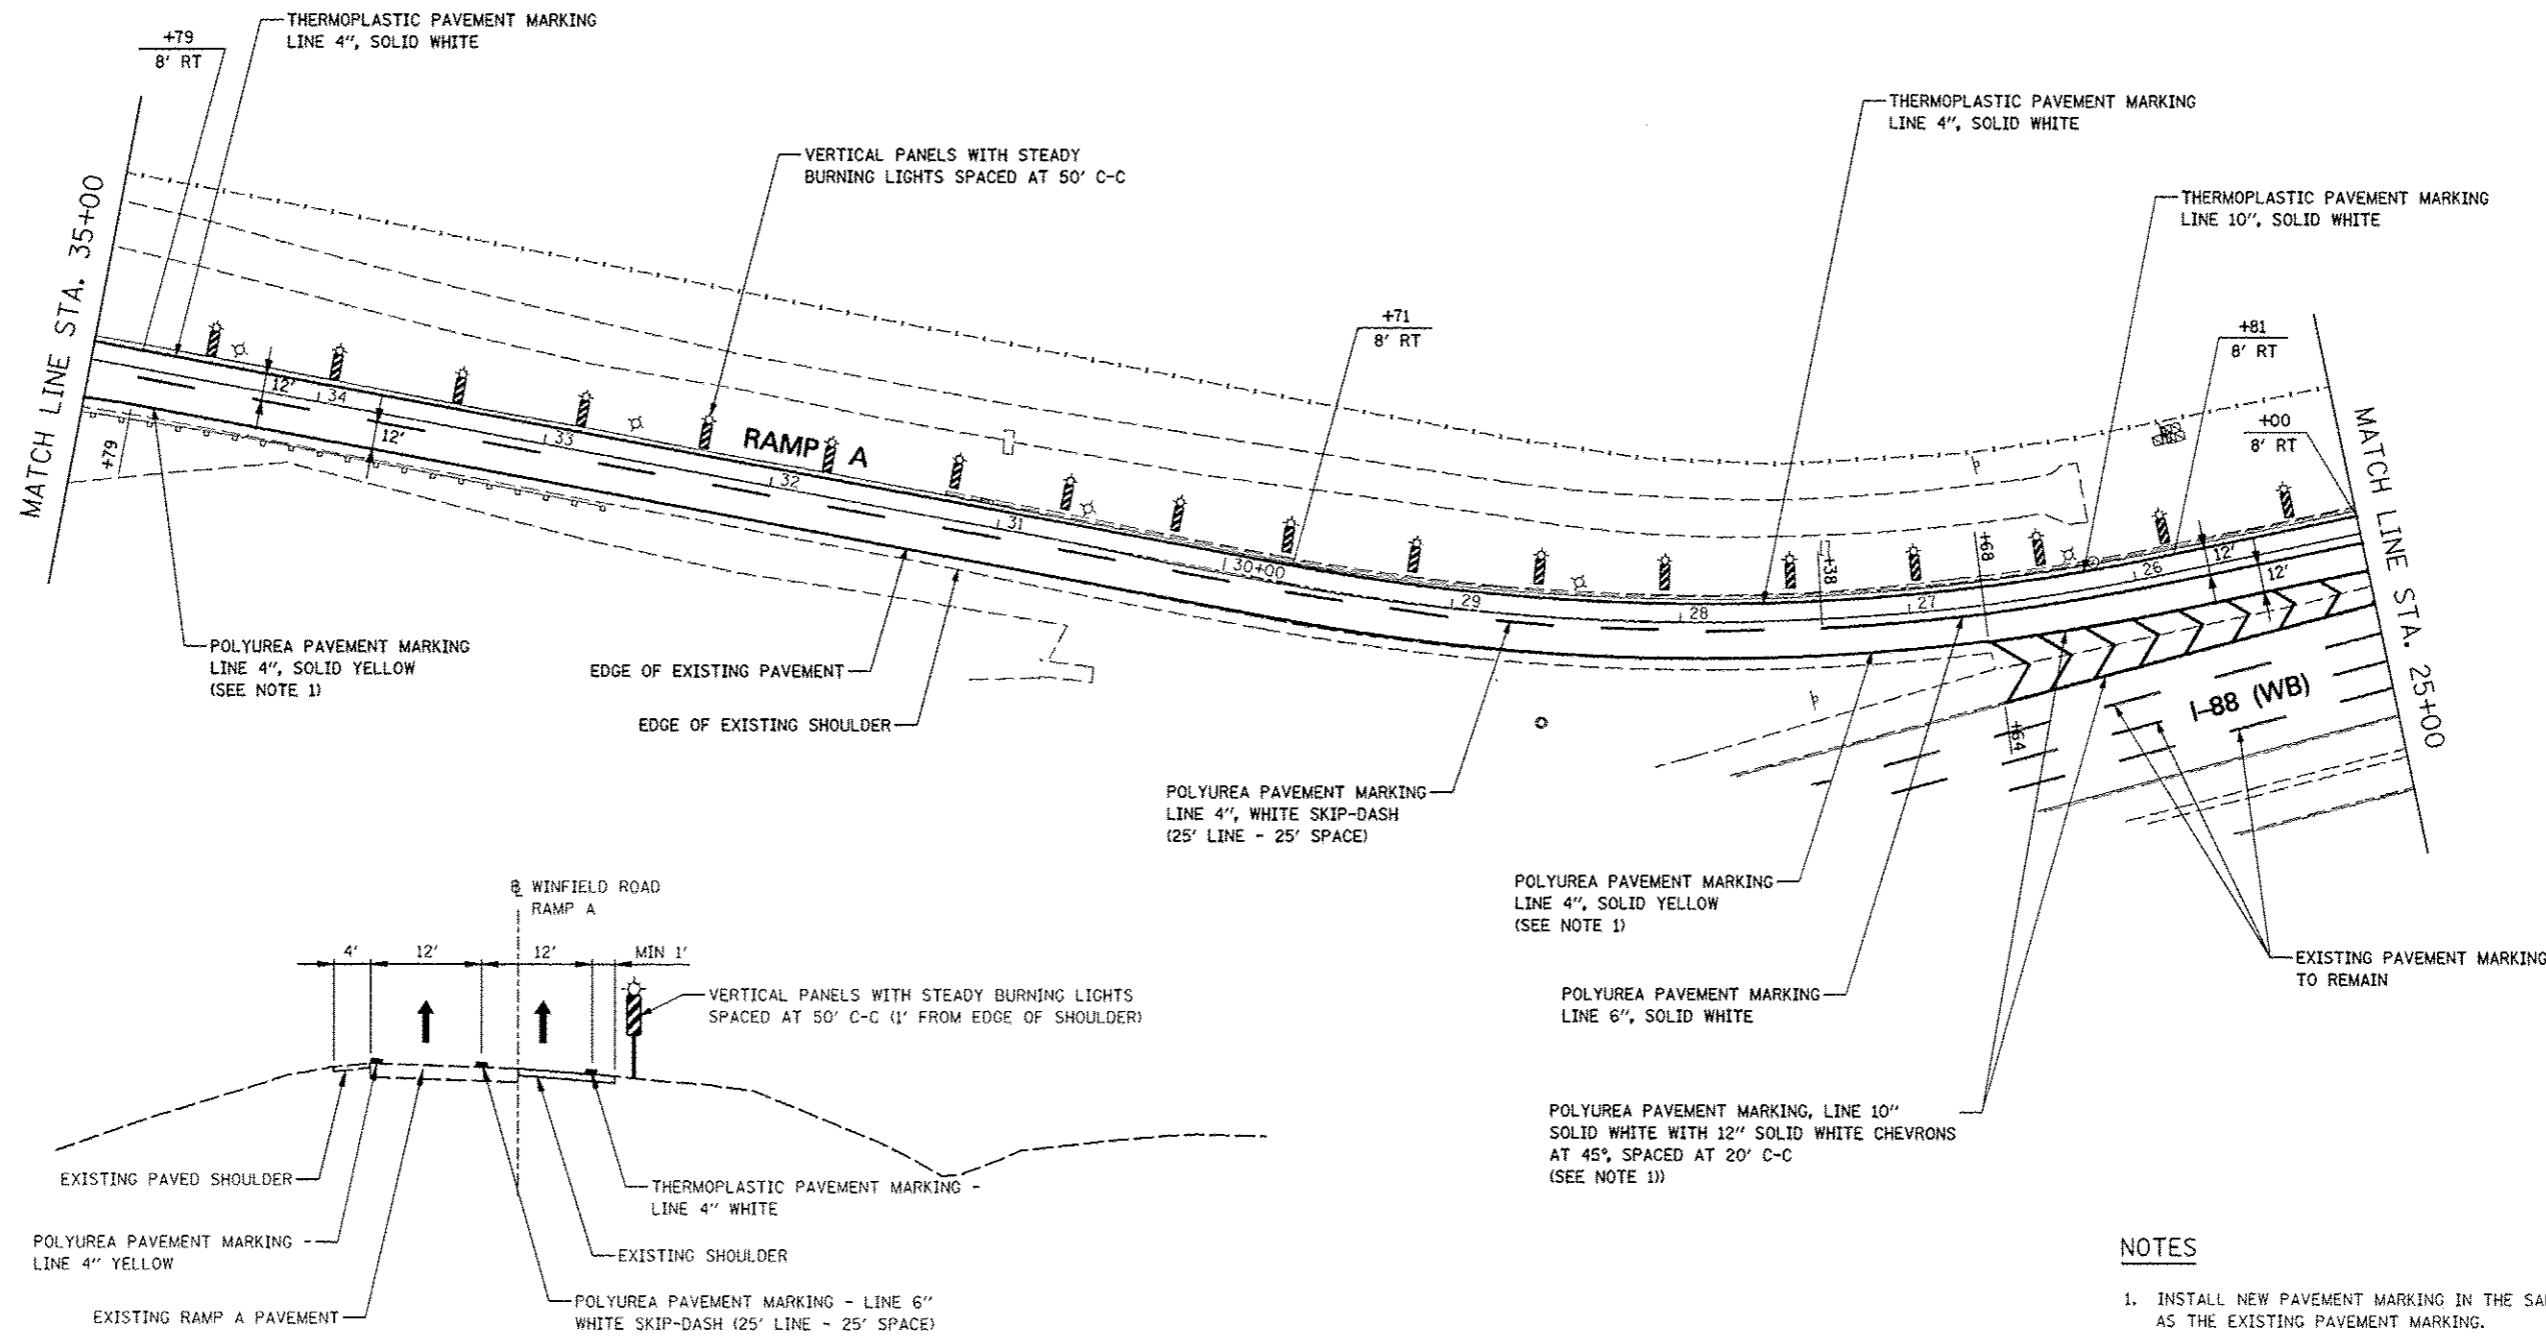 THERMOPLASTIC PAVEMENT MARKING
LINE 4", SOLID WHITE
+79
8' RT
MATCH LINE STA. 35+00
VERTICAL PANELS WITH STEADY
BURNING LIGHTS SPACED AT 50' C-C
THERMOPLASTIC PAVEMENT MARKING
LINE 4", SOLID WHITE
THERMOPLASTIC PAVEMENT MARKING
LINE 10", SOLID WHITE
+71
8' RT
+81
8' RT
+00
8' RT
MATCH LINE STA. 25+00
12'
34
12'
+79
33
RAMP A
32
31
30+00
29
28
+38
27
+68
26
12'
12'
+64
I-88 (WB)
POLYUREA PAVEMENT MARKING
LINE 4", SOLID YELLOW
(SEE NOTE 1)
EDGE OF EXISTING PAVEMENT
EDGE OF EXISTING SHOULDER
POLYUREA PAVEMENT MARKING
LINE 4", WHITE SKIP-DASH
(25' LINE - 25' SPACE)
POLYUREA PAVEMENT MARKING
LINE 4", SOLID YELLOW
(SEE NOTE 1)
POLYUREA PAVEMENT MARKING
LINE 6", SOLID WHITE
EXISTING PAVEMENT MARKING
TO REMAIN
POLYUREA PAVEMENT MARKING, LINE 10"
SOLID WHITE WITH 12" SOLID WHITE CHEVRONS
AT 45°, SPACED AT 20' C-C
(SEE NOTE 1))
WINFIELD ROAD
RAMP A
4'
12'
12'
MIN 1'
VERTICAL PANELS WITH STEADY BURNING LIGHTS
SPACED AT 50' C-C (1' FROM EDGE OF SHOULDER)
EXISTING PAVED SHOULDER
THERMOPLASTIC PAVEMENT MARKING -
LINE 4" WHITE
POLYUREA PAVEMENT MARKING -
LINE 4" YELLOW
EXISTING SHOULDER
EXISTING RAMP A PAVEMENT
POLYUREA PAVEMENT MARKING - LINE 6"
WHITE SKIP-DASH (25' LINE - 25' SPACE)
NOTES
1. INSTALL NEW PAVEMENT MARKING IN THE
AS THE EXISTING PAVEMENT MARKING.